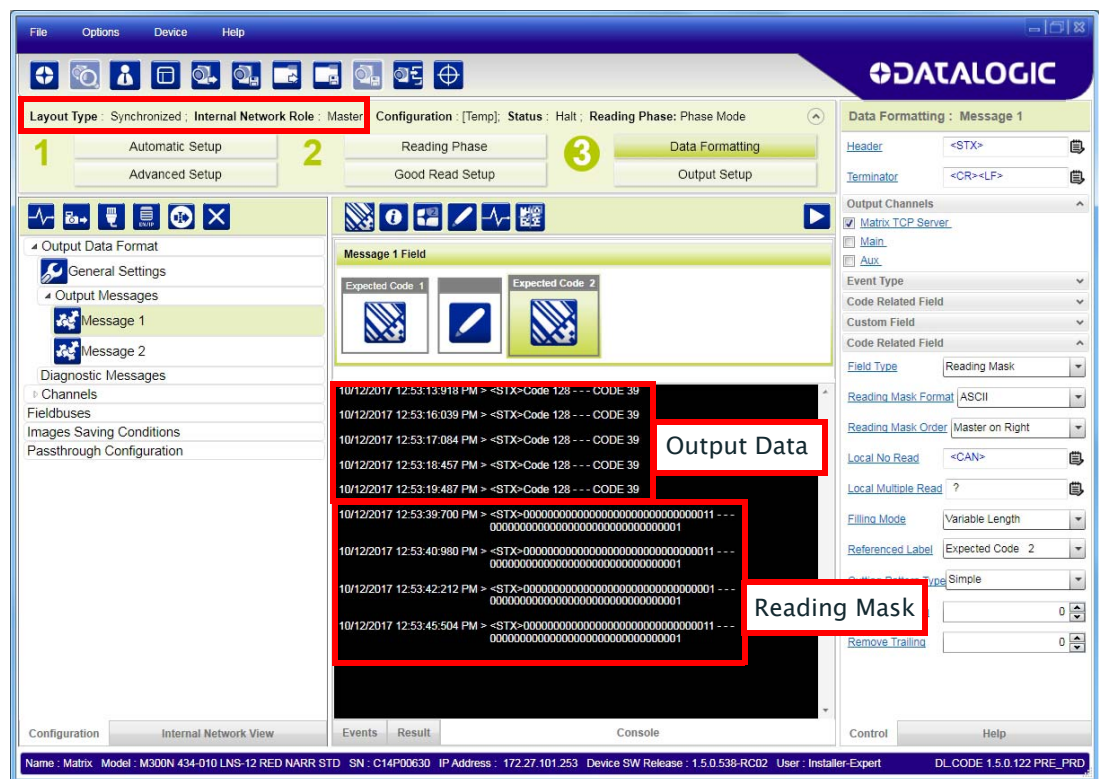 File Options Device Help
DATALOGIC
Layout Type : Synchronized ; Internal Network Role : Master Configuration : [Temp]; Status : Halt ; Reading Phase: Phase Mode
1 Automatic Setup 2 Reading Phase 3 Data Formatting
Advanced Setup Good Read Setup Output Setup
EN/IP
Output Data Format
General Settings
Output Messages
Message 1
Message 2
Diagnostic Messages
Channels
Fieldbuses
Images Saving Conditions
Passthrough Configuration
Configuration Internal Network View
Message 1 Field
Expected Code 1 Expected Code 2
10/12/2017 12:53:13:918 PM > <STX>Code 128 - - - CODE 39
10/12/2017 12:53:16:039 PM > <STX>Code 128 - - - CODE 39
10/12/2017 12:53:17:084 PM > <STX>Code 128 - - - CODE 39
10/12/2017 12:53:18:457 PM > <STX>Code 128 - - - CODE 39
10/12/2017 12:53:19:487 PM > <STX>Code 128 - - - CODE 39
Output Data
10/12/2017 12:53:39:700 PM > <STX>00000000000000000000000000000011 - - -
00000000000000000000000000000001
10/12/2017 12:53:40:980 PM > <STX>00000000000000000000000000000011 - - -
00000000000000000000000000000001
10/12/2017 12:53:42:212 PM > <STX>00000000000000000000000000000001 - - -
00000000000000000000000000000001
10/12/2017 12:53:45:504 PM > <STX>00000000000000000000000000000011 - - -
00000000000000000000000000000001
Reading Mask
Events Result Console
Data Formatting : Message 1
Header <STX>
Terminator <CR><LF>
Output Channels
Matrix TCP Server
Main
Aux
Event Type
Code Related Field
Custom Field
Code Related Field
Field Type Reading Mask
Reading Mask Format ASCII
Reading Mask Order Master on Right
Local No Read <CAN>
Local Multiple Read ?
Filling Mode Variable Length
Referenced Label Expected Code 2
Simple
0
Remove Trailing 0
Control Help
Name : Matrix Model : M300N 434-010 LNS-12 RED NARR STD SN : C14P00630 IP Address : 172.27.101.253 Device SW Release : 1.5.0.538-RC02 User : Installer-Expert DL.CODE 1.5.0.122 PRE_PRD